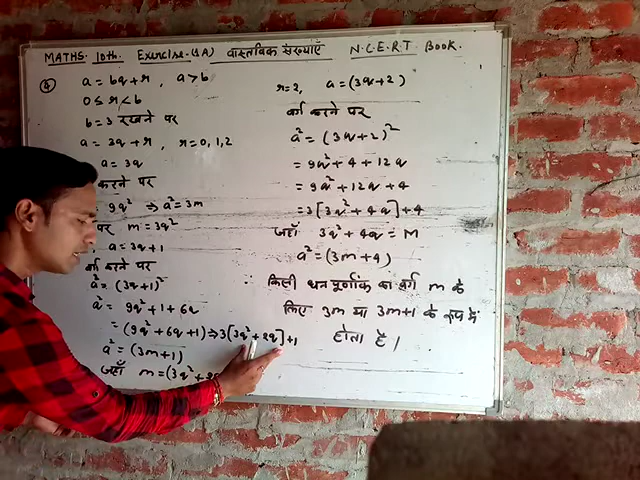 MATHS. 10th. Exercise-(1A) वास्तविक संख्याएँ N.C.E.R.T Book.
④ a = bq + r, a > b
0 ≤ r < b
b = 3 रखने पर
a = 3q + r, r = 0, 1, 2
a = 3q
करने पर
9q² ⇒ a² = 3m
पर m = 3q²
a = 3q+1
वर्ग करने पर
a² = (3q+1)²
a² = 9q² + 1 + 6q
= (9q² + 6q + 1) ⇒ 3[3q² + 2q] + 1
a² = (3m+1)
जहाँ m = (3q² + 2q
r = 2, a = (3q+2)
वर्ग करने पर
a² = (3q+2)²
= 9q² + 4 + 12q
= 9q² + 12q + 4
= 3[3q² + 4q] + 4
जहाँ 3q² + 4q = m
a² = (3m+4)
∴ किसी धन पूर्णांक का वर्ग m के
लिए 3m या 3m+1 के रूप में
होता है।